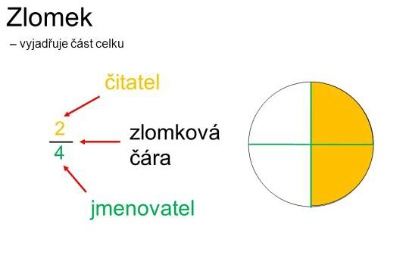 Zlomek
– vyjadřuje část celku
čitatel
2
4
zlomková
čára
jmenovatel